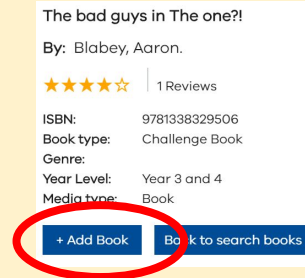 The bad guys in The one?!
By: Blabey, Aaron.
1 Reviews
ISBN: 9781338329506
Book type: Challenge Book
Genre:
Year Level: Year 3 and 4
Media type: Book
+ Add Book Back to search books